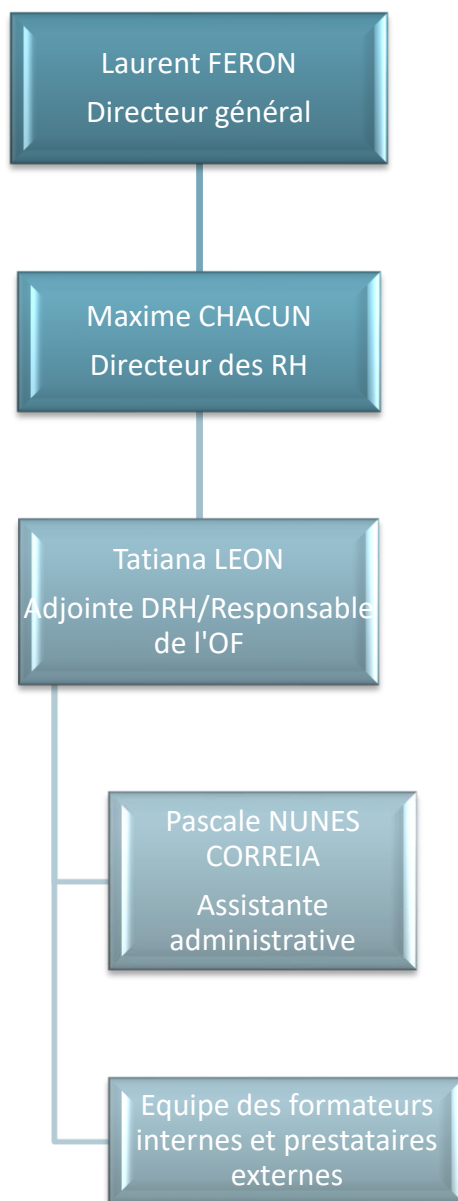 Laurent FERON
Directeur général
Maxime CHACUN
Directeur des RH
Tatiana LEON
Adjointe DRH/Responsable
de l'OF
Pascale NUNES
CORREIA
Assistante
administrative
Equipe des formateurs
internes et prestataires
externes